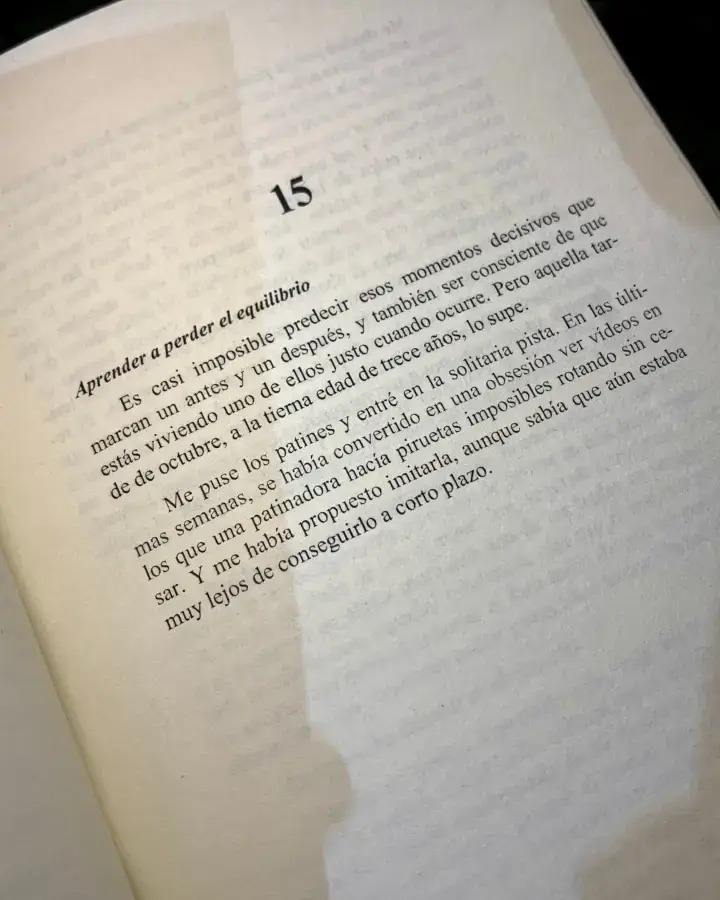 15
Aprender a perder el equilibrio
Es casi imposible predecir esos momentos decisivos que
marcan un antes y un después, y también ser consciente de que
estás viviendo uno de ellos justo cuando ocurre. Pero aquella tar-
de de octubre, a la tierna edad de trece años, lo supe.
Me puse los patines y entré en la solitaria pista. En las últi-
mas semanas, se había convertido en una obsesión ver vídeos en
los que una patinadora hacía piruetas imposibles rotando sin ce-
sar. Y me había propuesto imitarla, aunque sabía que aún estaba
muy lejos de conseguirlo a corto plazo.